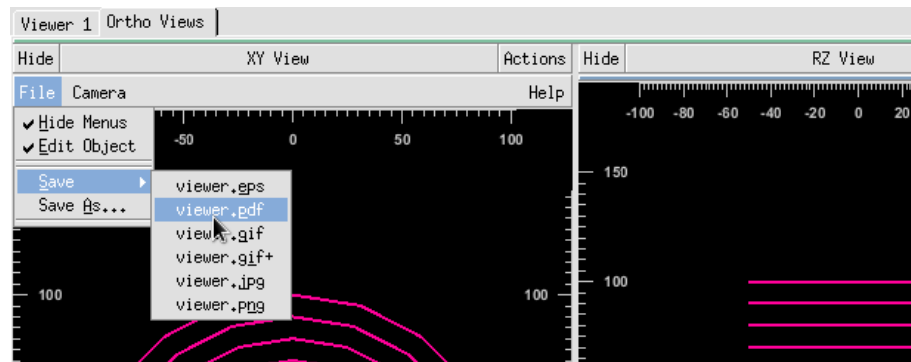 Viewer 1 Ortho Views
Hide XY View Actions Hide RZ View
File Camera Help
Hide Menus
Edit Object
Save
Save As...
viewer.eps
viewer.pdf
viewer.gif
viewer.gif+
viewer.jpg
viewer.png
-50 0 50 100
100 100
-100 -80 -60 -40 -20 0 20
150
100